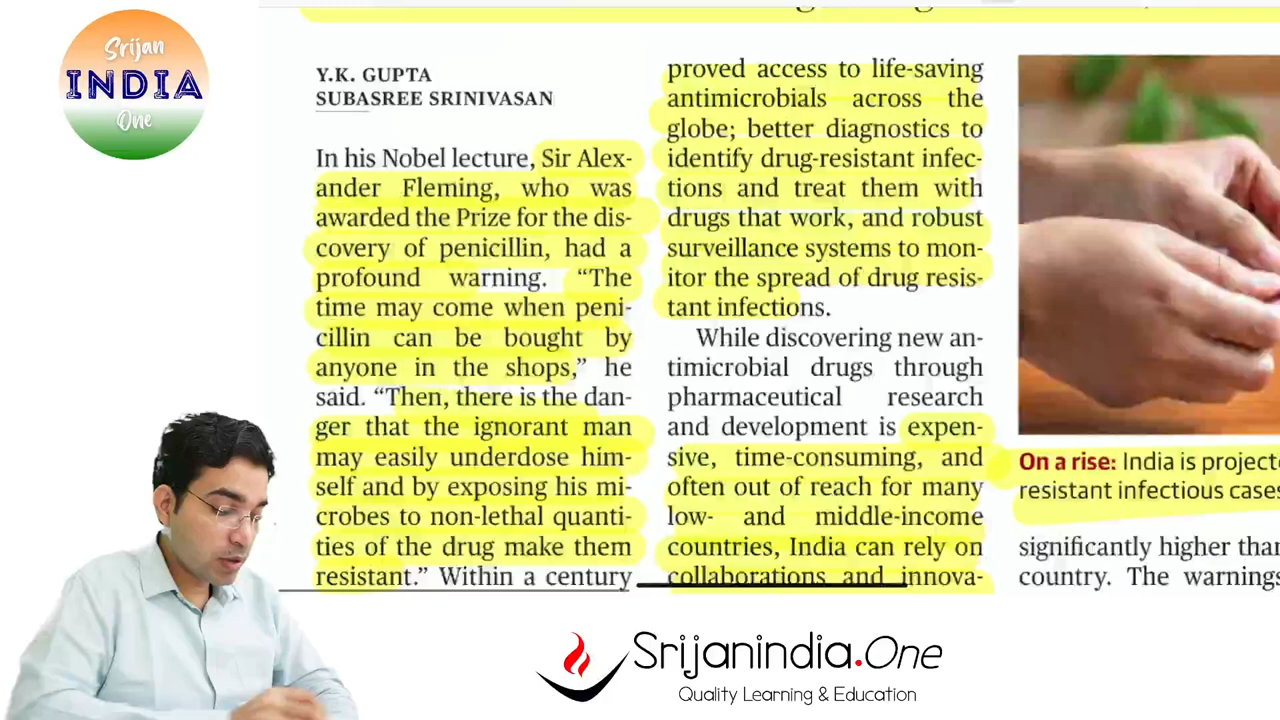 Srijan
INDIA
One
Y.K. GUPTA
SUBASREE SRINIVASAN
In his Nobel lecture, Sir Alex-
ander Fleming, who was
awarded the Prize for the dis-
covery of penicillin, had a
profound warning. “The
time may come when peni-
cillin can be bought by
anyone in the shops,” he
said. “Then, there is the dan-
ger that the ignorant man
may easily underdose him-
self and by exposing his mi-
crobes to non-lethal quanti-
ties of the drug make them
resistant.” Within a century
proved access to life-saving
antimicrobials across the
globe; better diagnostics to
identify drug-resistant infec-
tions and treat them with
drugs that work, and robust
surveillance systems to mon-
itor the spread of drug resis-
tant infections.
While discovering new an-
timicrobial drugs through
pharmaceutical research
and development is expen-
sive, time-consuming, and
often out of reach for many
low- and middle-income
countries, India can rely on
collaborations and innova-
On a rise: India is project
resistant infectious cases
significantly higher than
country. The warnings
Srijanindia.One
Quality Learning & Education